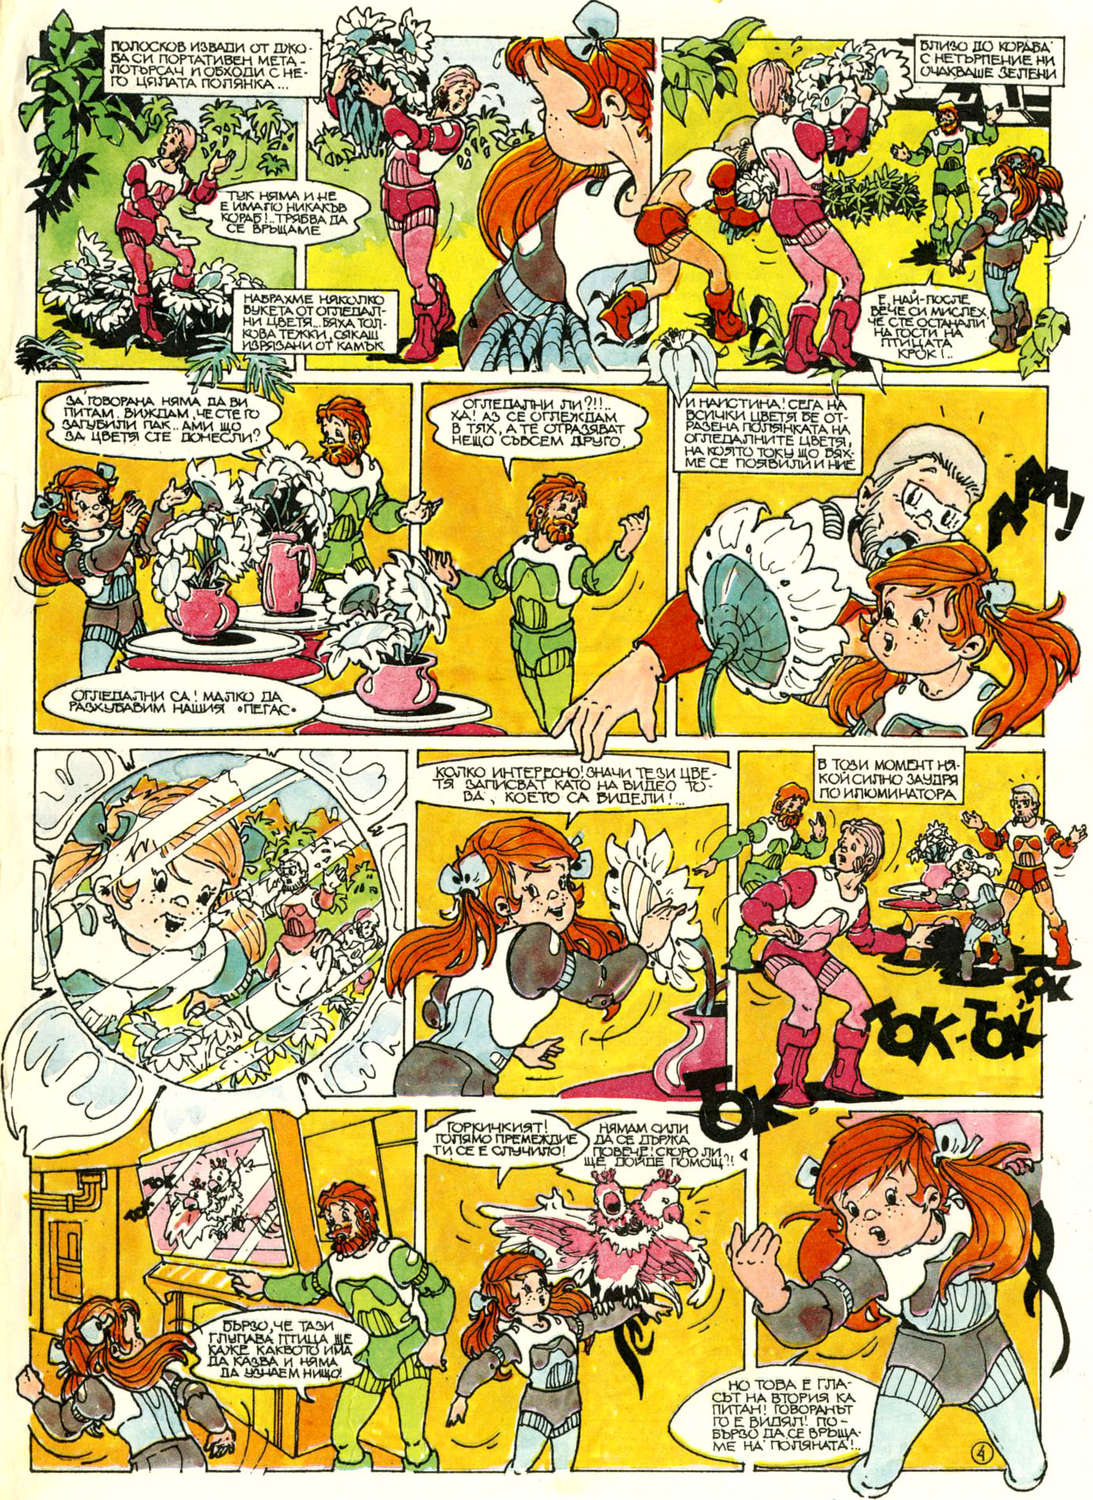 ПОЛОСКОВ ИЗВАДИ ОТ ДЖО-
БА СИ ПОРТАТИВЕН МЕТА-
ЛОТЪРСАЧ И ОБХОДИ С НЕ-
ГО ЦЯЛАТА ПОЛЯНКА...
ТУК НЯМА И НЕ
Е ИМАЛО НИКАКЪВ
КОРАБ!.. ТРЯБВА ДА
СЕ ВРЪЩАМЕ
НАБРАХМЕ НЯКОЛКО
БУКЕТА ОТ ОГЛЕДАЛ-
НИ ЦВЕТЯ... БЯХА ТОЛ-
КОВА ТЕЖКИ, СЯКАШ
ИЗРЯЗАНИ ОТ КАМЪК
БЛИЗО ДО КОРАБА
С НЕТЪРПЕНИЕ НИ
ОЧАКВАШЕ ЗЕЛЕНИ
Е, НАЙ-ПОСЛЕ,
ВЕЧЕ СИ МИСЛЕХ,
ЧЕ СТЕ ОСТАНАЛИ
НА ГОСТИ НА
ПТИЦАТА
КРОК!..
ЗА ГОВОРАНА НЯМА ДА ВИ
ПИТАМ. ВИЖДАМ, ЧЕ СТЕ ГО
ЗАГУБИЛИ ПАК.. АМИ ЩО
ЗА ЦВЕТЯ СТЕ ДОНЕСЛИ?
ОГЛЕДАЛНИ СА! МАЛКО ДА
РАЗХУБАВИМ НАШИЯ "ПЕГАС"
ОГЛЕДАЛНИ ЛИ?!!..
ХА! АЗ СЕ ОГЛЕЖДАМ
В ТЯХ, А ТЕ ОТРАЗЯВАТ
НЕЩО СЪВСЕМ ДРУГО.
И НАИСТИНА! СЕГА НА
ВСИЧКИ ЦВЕТЯ БЕ ОТ-
РАЗЕНА ПОЛЯНКАТА НА
ОГЛЕДАЛНИТЕ ЦВЕТЯ,
НА КОЯТО ТОКУ ЩО БЯХ-
МЕ СЕ ПОЯВИЛИ И НИЕ
КОЛКО ИНТЕРЕСНО! ЗНАЧИ ТЕЗИ ЦВЕ-
ТЯ ЗАПИСВАТ КАТО НА ВИДЕО ТО-
ВА, КОЕТО СА ВИДЕЛИ!...
В ТОЗИ МОМЕНТ НЯ-
КОЙ СИЛНО ЗАУДРЯ
ПО ИЛЮМИНАТОРА
ТОК-ТОК
ТОК
ТОК
ТОК
ТОК
БЪРЗО, ЧЕ ТАЗИ
ГЛУПАВА ПТИЦА ЩЕ
КАЖЕ КАКВОТО ИМА
ДА КАЗВА И НЯМА
ДА УЗНАЕМ НИЩО!
ГОРКИЧКИЯТ!
ГОЛЯМО ПРЕМЕЖДИЕ
ТИ СЕ Е СЛУЧИЛО!
НЯМАМ СИЛИ
ДА СЕ ДЪРЖА
ПОВЕЧЕ! СКОРО ЛИ
ЩЕ ДОЙДЕ ПОМОЩ?!
НО ТОВА Е ГЛА-
СЪТ НА ВТОРИЯ КА
ПИТАН! ГОВОРАНЪТ
ГО Е ВИДЯЛ! ПО-
БЪРЗО ДА СЕ ВРЪЩА-
МЕ НА ПОЛЯНАТА!..
4